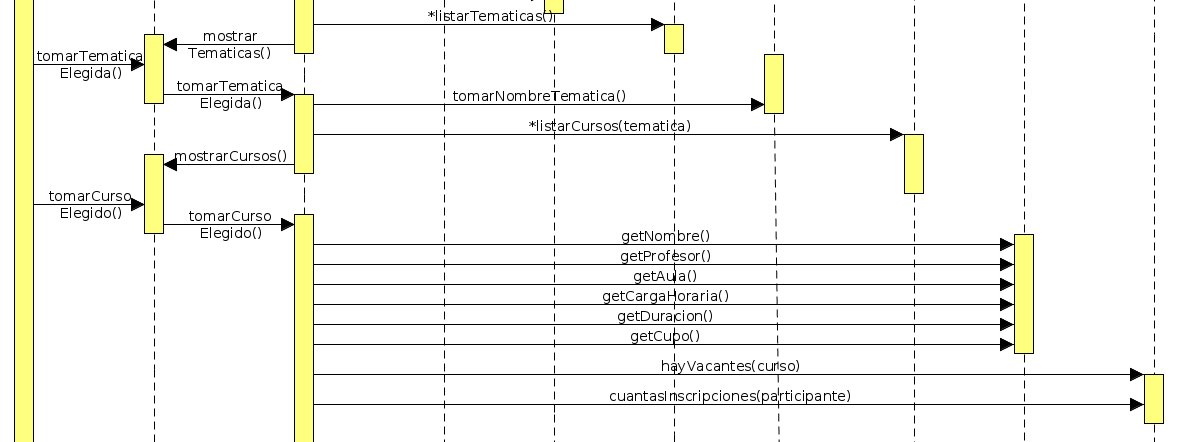 *listarTematicas()
mostrar
Tematicas()
tomarTematica
Elegida()
tomarTematica
Elegida()
tomarNombreTematica()
*listarCursos(tematica)
mostrarCursos()
tomarCurso
Elegido()
tomarCurso
Elegido()
getNombre()
getProfesor()
getAula()
getCargaHoraria()
getDuracion()
getCupo()
hayVacantes(curso)
cuantasInscripciones(participante)